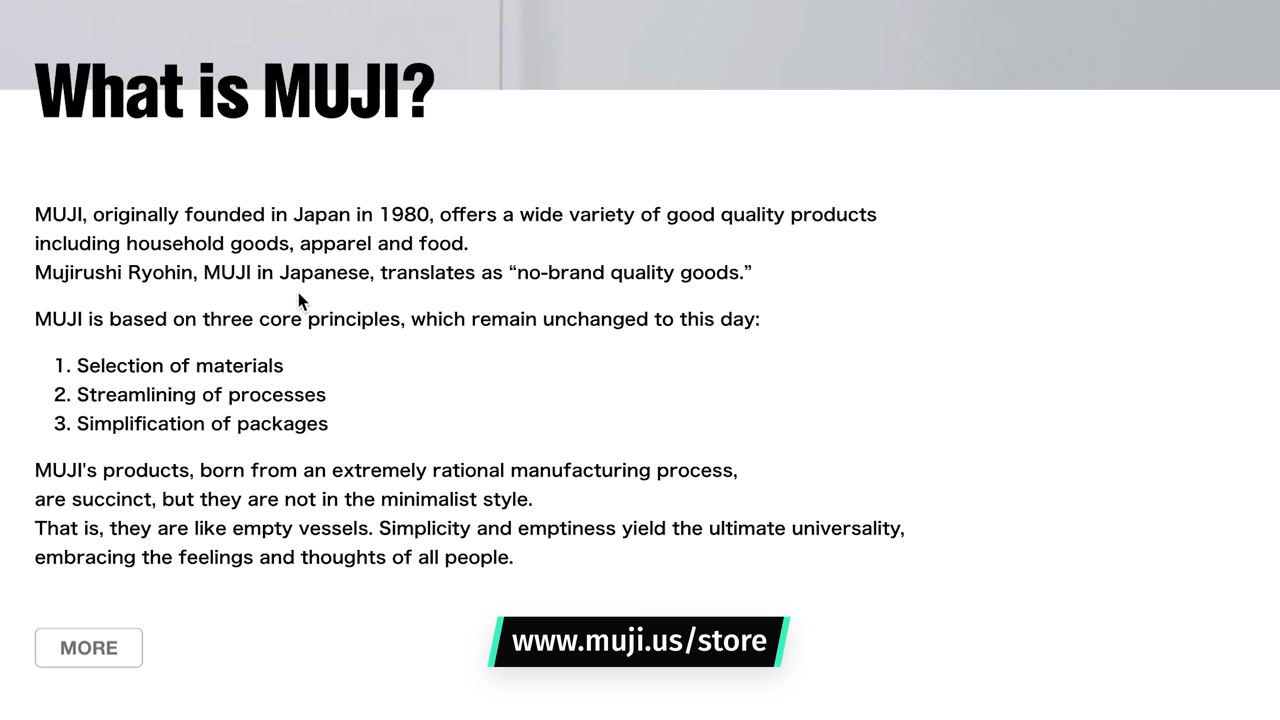 What is MUJI?
MUJI, originally founded in Japan in 1980, offers a wide variety of good quality products
including household goods, apparel and food.
Mujirushi Ryohin, MUJI in Japanese, translates as “no-brand quality goods.”
MUJI is based on three core principles, which remain unchanged to this day:
1. Selection of materials
2. Streamlining of processes
3. Simplification of packages
MUJI's products, born from an extremely rational manufacturing process,
are succinct, but they are not in the minimalist style.
That is, they are like empty vessels. Simplicity and emptiness yield the ultimate universality,
embracing the feelings and thoughts of all people.
MORE
www.muji.us/store